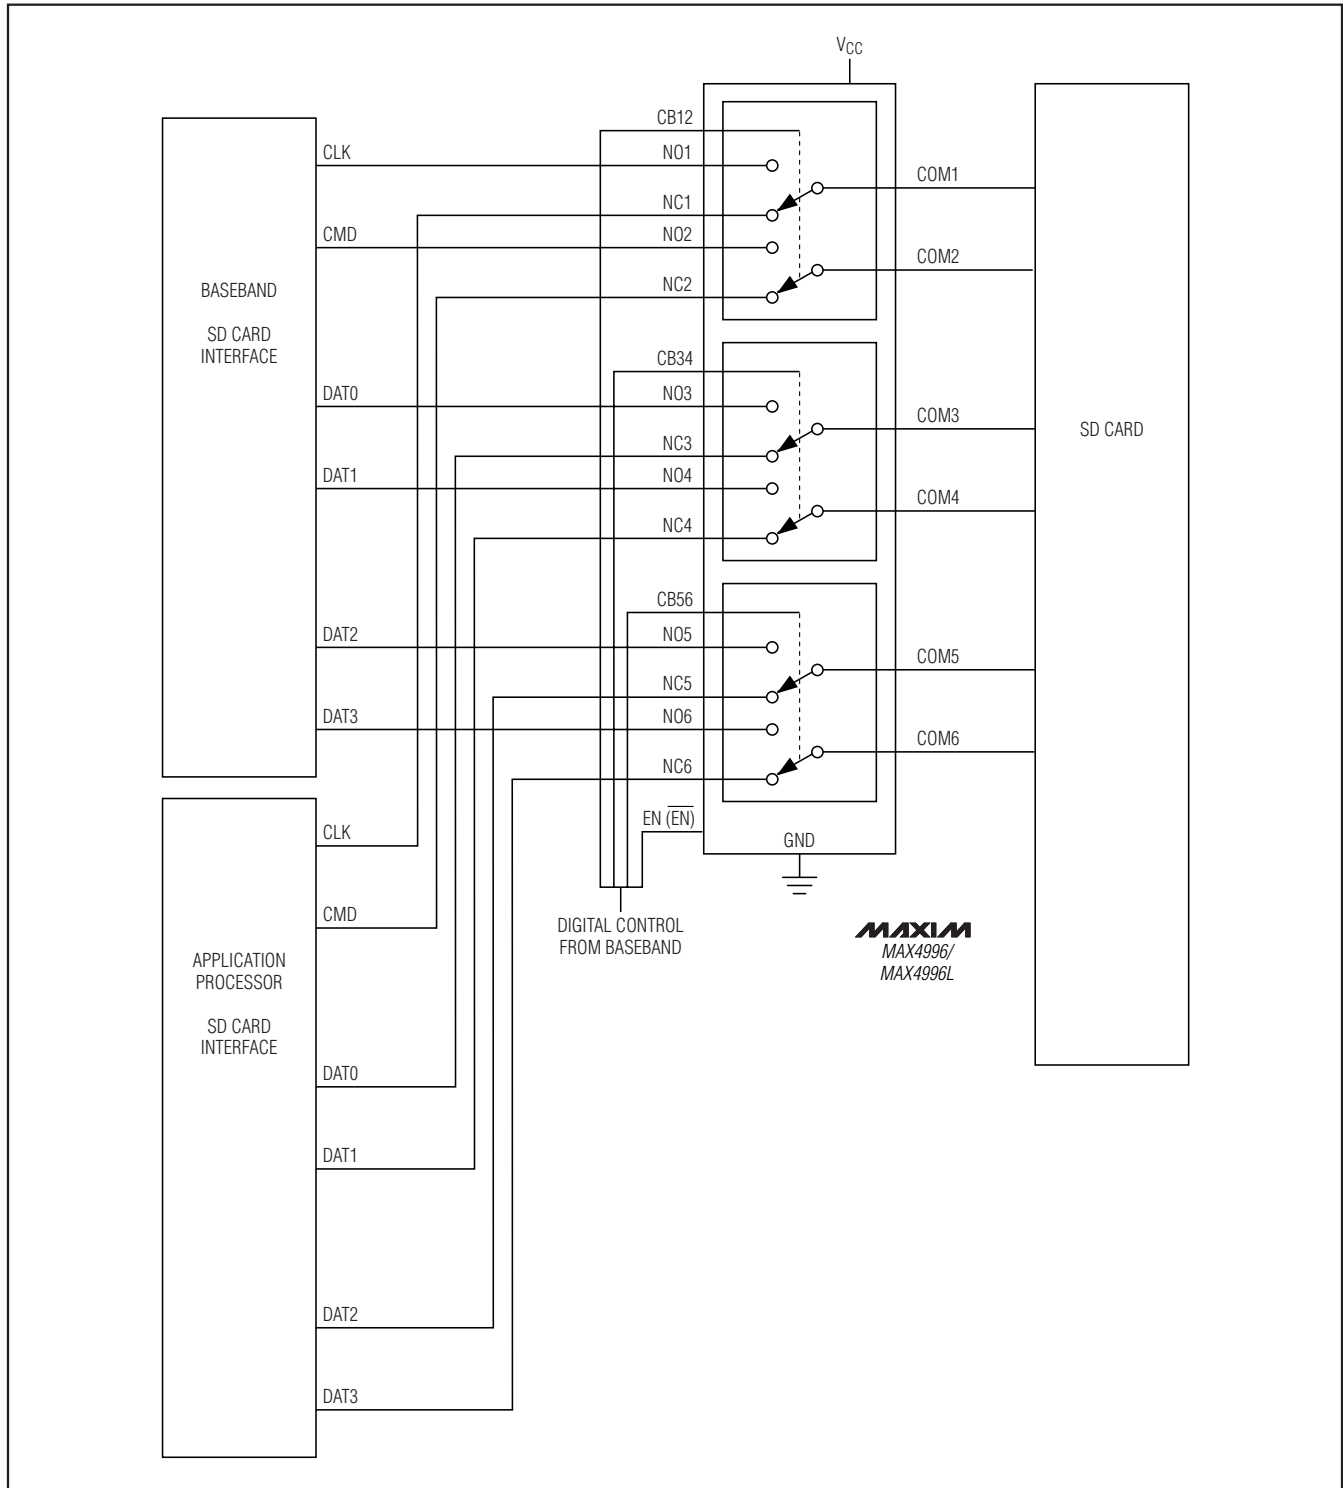 VCC
CB12
CLK
NO1
COM1
NC1
CMD
NO2
COM2
NC2
BASEBAND
SD CARD
INTERFACE
CB34
DAT0
NO3
COM3
SD CARD
NC3
DAT1
NO4
COM4
NC4
CB56
DAT2
NO5
COM5
NC5
DAT3
NO6
COM6
NC6
EN (E̅N̅)
GND
CLK
CMD
DIGITAL CONTROL
FROM BASEBAND
MAXIM
MAX4996/
MAX4996L
APPLICATION
PROCESSOR
SD CARD
INTERFACE
DAT0
DAT1
DAT2
DAT3